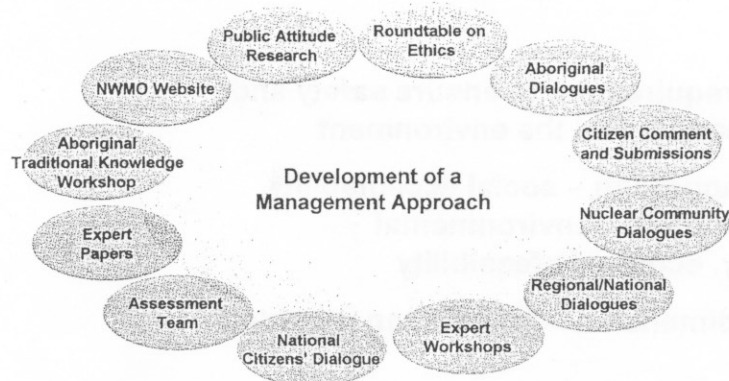 Public Attitude
Research
Roundtable on
Ethics
Aboriginal
Dialogues
Citizen Comment
and Submissions
Nuclear Community
Dialogues
Regional/National
Dialogues
Expert
Workshops
National
Citizens' Dialogue
Assessment
Team
Expert
Papers
Aboriginal
Traditional Knowledge
Workshop
NWMO Website
Development of a
Management Approach